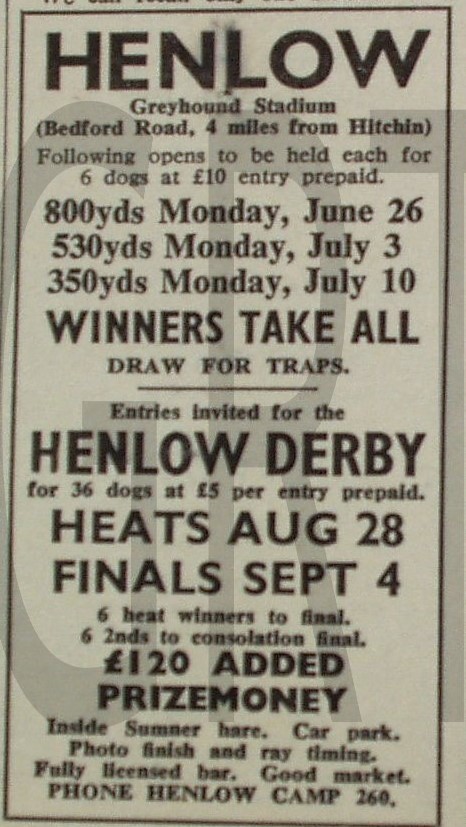 HENLOW
Greyhound Stadium
(Bedford Road, 4 miles from Hitchin)
Following opens to be held each for
6 dogs at £10 entry prepaid.
800yds Monday, June 26
530yds Monday, July 3
350yds Monday, July 10
WINNERS TAKE ALL
DRAW FOR TRAPS.
Entries invited for the
HENLOW DERBY
for 36 dogs at £5 per entry prepaid.
HEATS AUG 28
FINALS SEPT 4
6 heat winners to final.
6 2nds to consolation final.
£120 ADDED
PRIZEMONEY
Inside Sumner hare. Car park.
Photo finish and ray timing.
Fully licensed bar. Good market.
PHONE HENLOW CAMP 260.
GRT